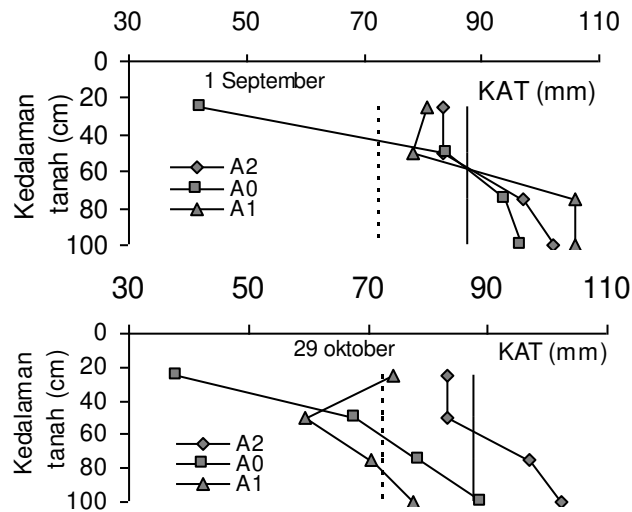 30 50 70 90 110
0
20
40
60
80
100
Kedalaman
tanah (cm)
1 September
KAT (mm)
A2
A0
A1
30 50 70 90 110
0
20
40
60
80
100
Kedalaman
tanah (cm)
29 oktober
KAT (mm)
A2
A0
A1